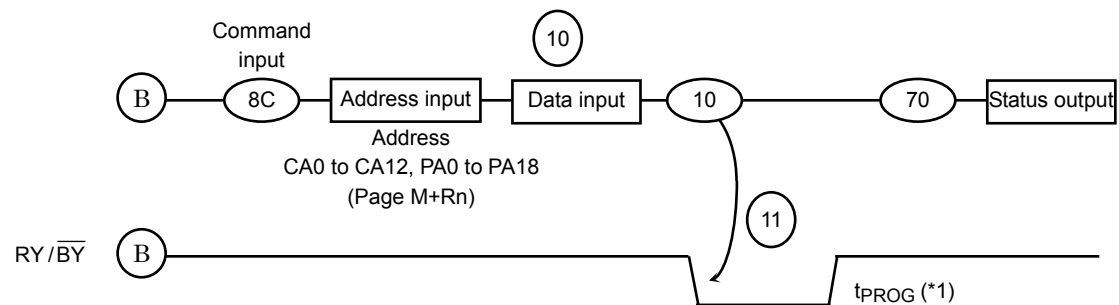 10
Command
input
B
8C
Address input
Data input
10
70
Status output
Address
CA0 to CA12, PA0 to PA18
(Page M+Rn)
11
RY/BY
B
tPROG (*1)